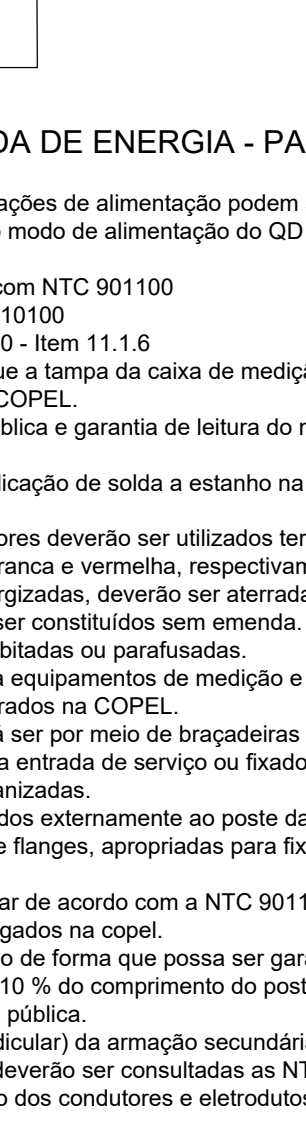 DA DE ENERGIA - PA
ações de alimentação podem
modo de alimentação do QD
com NTC 901100
10100
0 - Item 11.1.6
ue a tampa da caixa de mediçã
COPEL.
blica e garantia de leitura do
licação de solda a estanho na
ores deverão ser utilizados ter
ranca e vermelha, respectivam
rgizadas, deverão ser aterrada
ser constituídos sem emenda.
bitadas ou parafusadas.
a equipamentos de medição e
rados na COPEL.
á ser por meio de braçadeiras
a entrada de serviço ou fixado
anizadas.
dos externamente ao poste da
e flanges, apropriadas para fix
ar de acordo com a NTC 9011
gados na copel.
o de forma que possa ser gara
10 % do comprimento do post
pública.
dicular) da armação secundária
deverão ser consultadas as NT
o dos condutores e eletrodutos